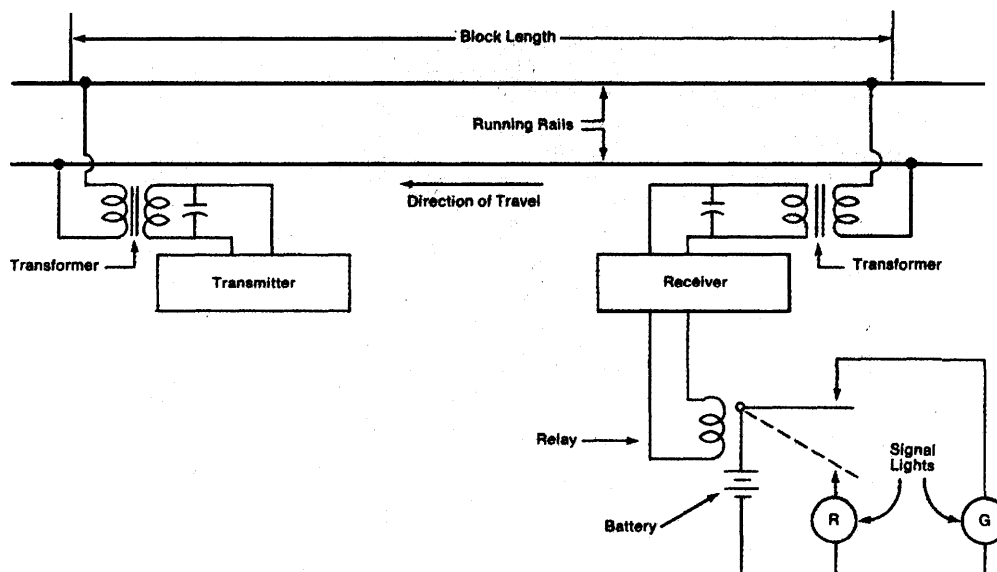 Block Length
Running Rails
Direction of Travel
Transformer
Transmitter
Receiver
Transformer
Relay
Signal
Lights
Battery
R
G